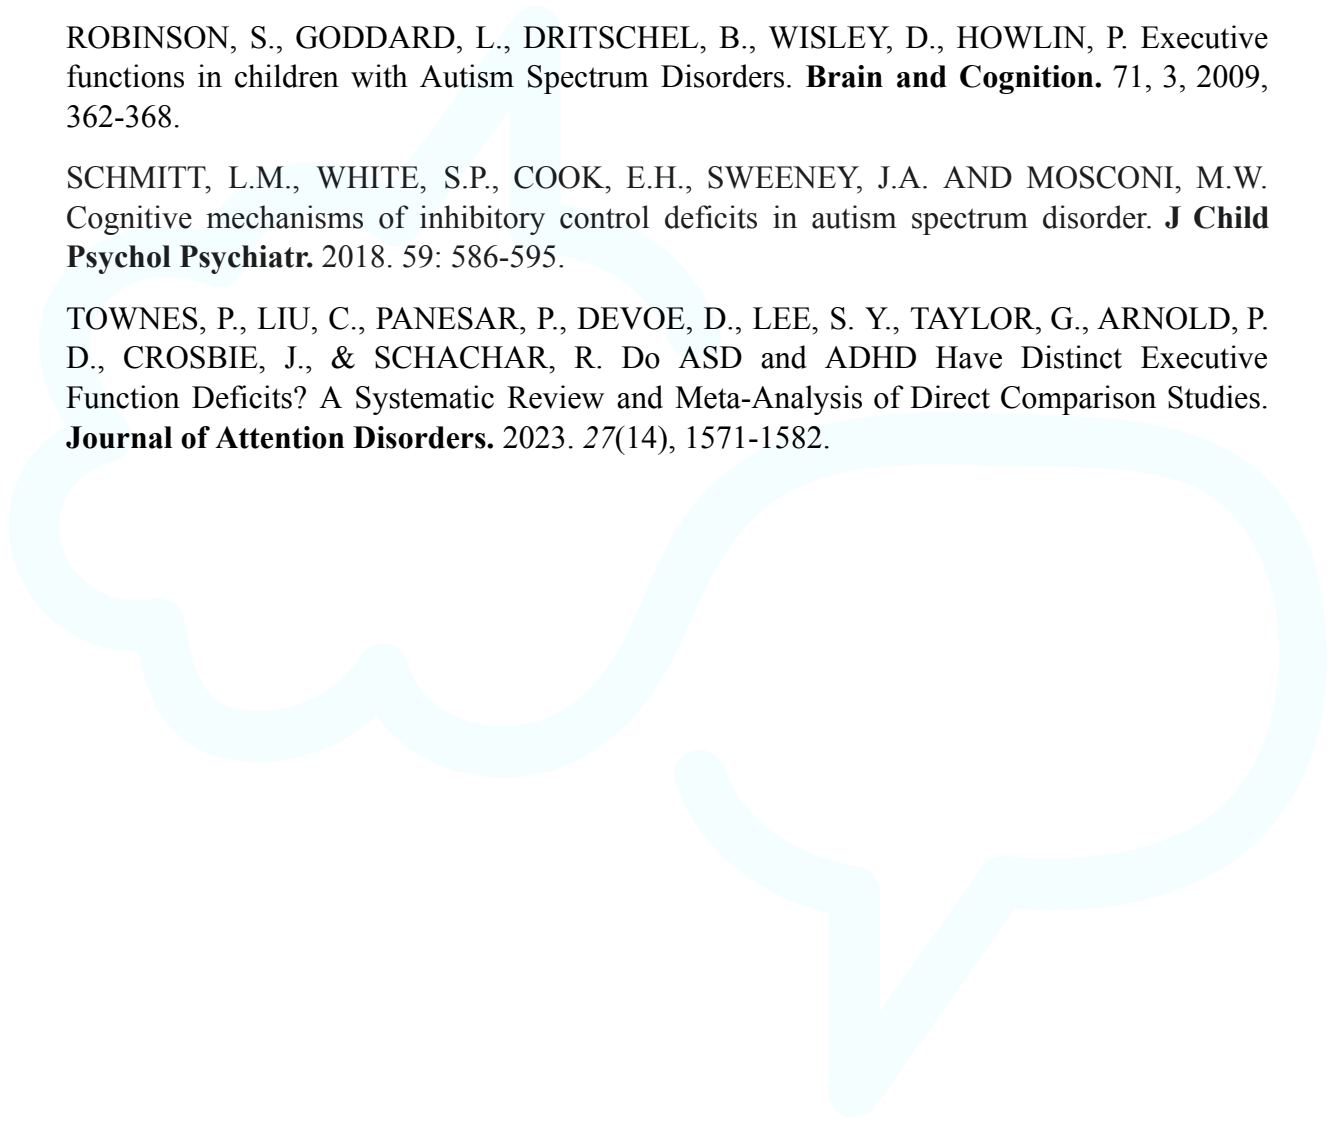 ROBINSON, S., GODDARD, L., DRITSCHEL, B., WISLEY, D., HOWLIN, P. Executive
functions in children with Autism Spectrum Disorders. Brain and Cognition. 71, 3, 2009,
362-368.
SCHMITT, L.M., WHITE, S.P., COOK, E.H., SWEENEY, J.A. AND MOSCONI, M.W.
Cognitive mechanisms of inhibitory control deficits in autism spectrum disorder. J Child
Psychol Psychiatr. 2018. 59: 586-595.
TOWNES, P., LIU, C., PANESAR, P., DEVOE, D., LEE, S. Y., TAYLOR, G., ARNOLD, P.
D., CROSBIE, J., & SCHACHAR, R. Do ASD and ADHD Have Distinct Executive
Function Deficits? A Systematic Review and Meta-Analysis of Direct Comparison Studies.
Journal of Attention Disorders. 2023. 27(14), 1571-1582.